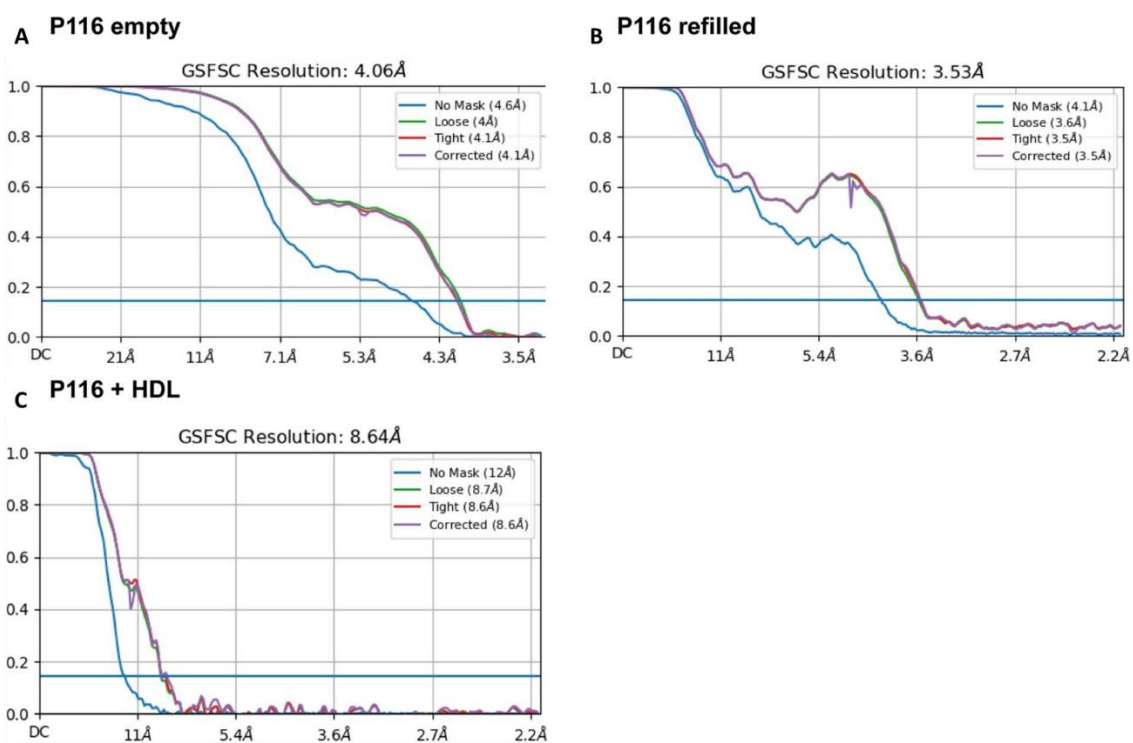 A P116 empty
GSFSC Resolution: 4.06Å
1.0
0.8
0.6
0.4
0.2
0.0
No Mask (4.6Å)
Loose (4Å)
Tight (4.1Å)
Corrected (4.1Å)
DC 21Å 11Å 7.1Å 5.3Å 4.3Å 3.5Å
B P116 refilled
GSFSC Resolution: 3.53Å
1.0
0.8
0.6
0.4
0.2
0.0
No Mask (4.1Å)
Loose (3.6Å)
Tight (3.5Å)
Corrected (3.5Å)
DC 11Å 5.4Å 3.6Å 2.7Å 2.2Å
C P116 + HDL
GSFSC Resolution: 8.64Å
1.0
0.8
0.6
0.4
0.2
0.0
No Mask (12Å)
Loose (8.7Å)
Tight (8.6Å)
Corrected (8.6Å)
DC 11Å 5.4Å 3.6Å 2.7Å 2.2Å